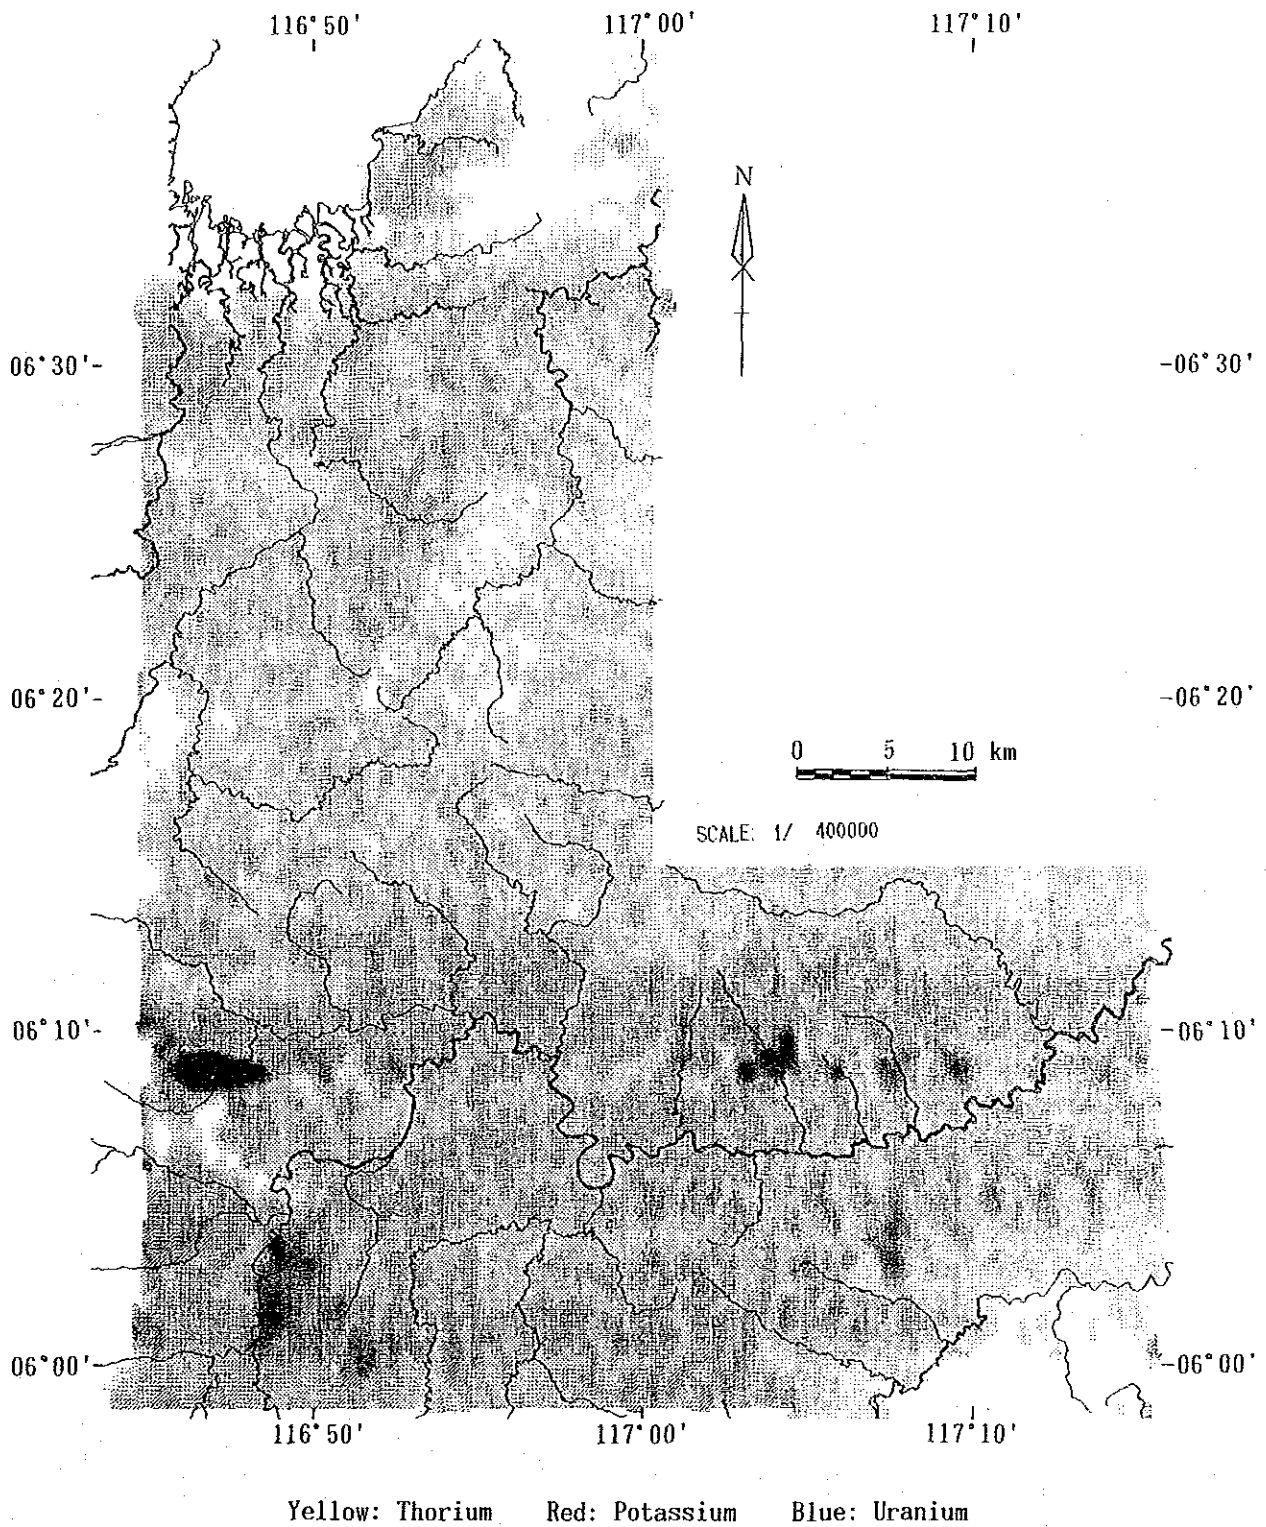 116°50' 117°00' 117°10'
N
06°30'- -06°30'
06°20'- -06°20'
0 5 10 km
SCALE: 1/ 400000
06°10'- -06°10'
06°00'- -06°00'
116°50' 117°00' 117°10'
Yellow: Thorium Red: Potassium Blue: Uranium